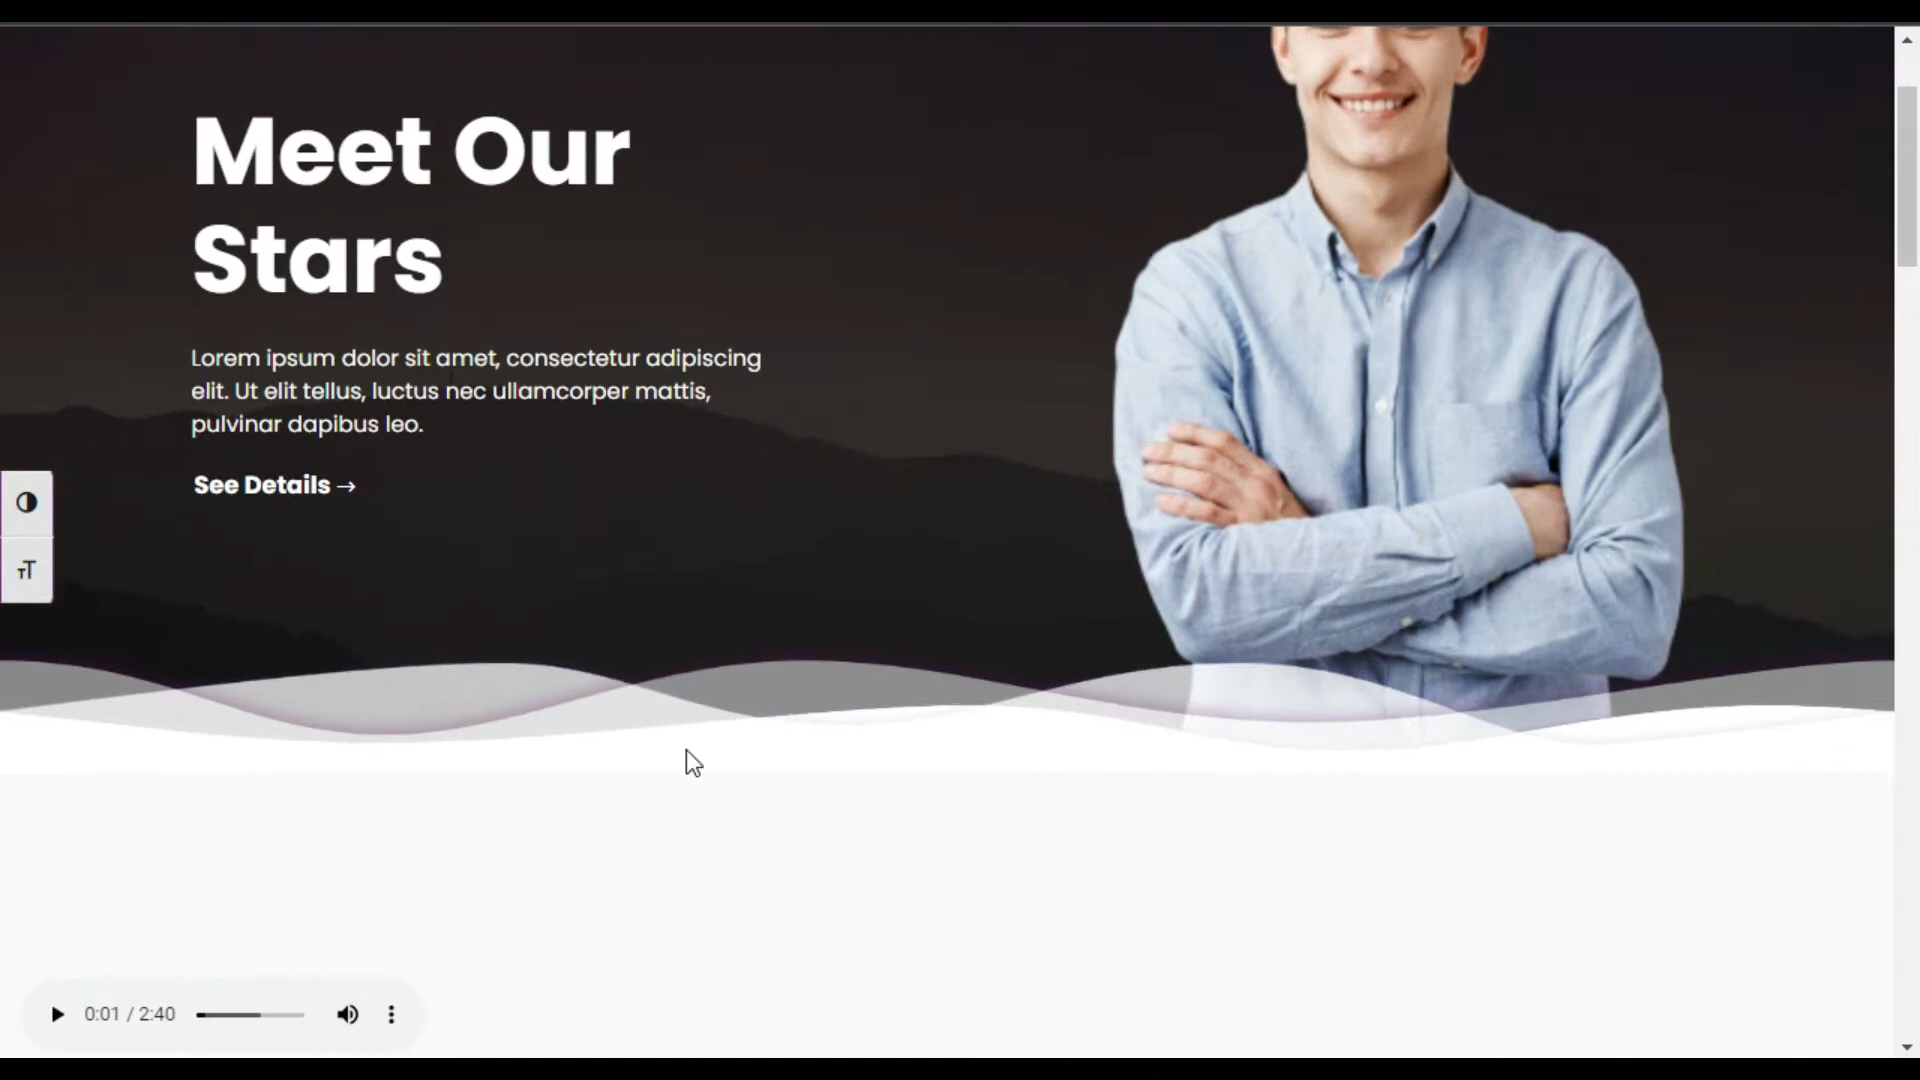 Meet Our
Stars
Lorem ipsum dolor sit amet, consectetur adipiscing
elit. Ut elit tellus, luctus nec ullamcorper mattis,
pulvinar dapibus leo.
See Details →
TT
0:01 / 2:40